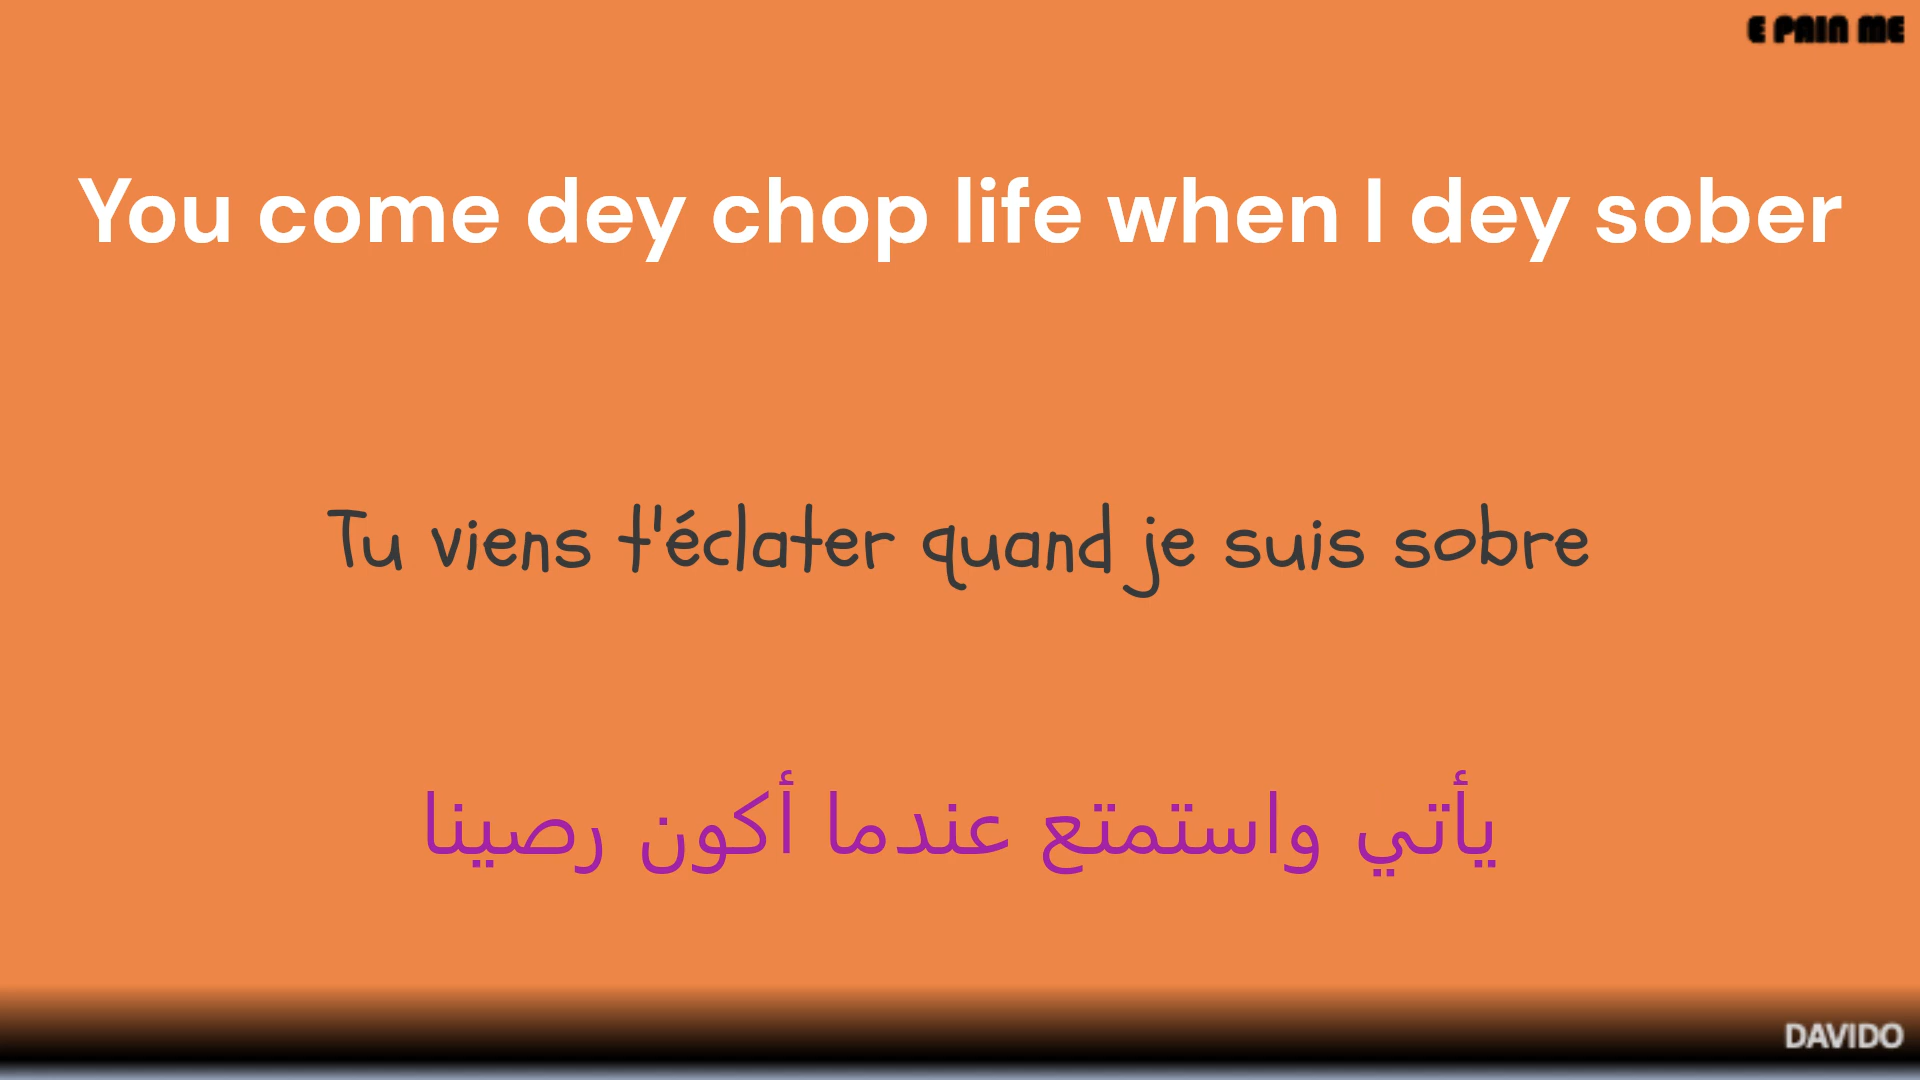 E PAIN ME
You come dey chop life when I dey sober
Tu viens t'éclater quand je suis sobre
يأتي واستمتع عندما أكون رصينا
DAVIDO